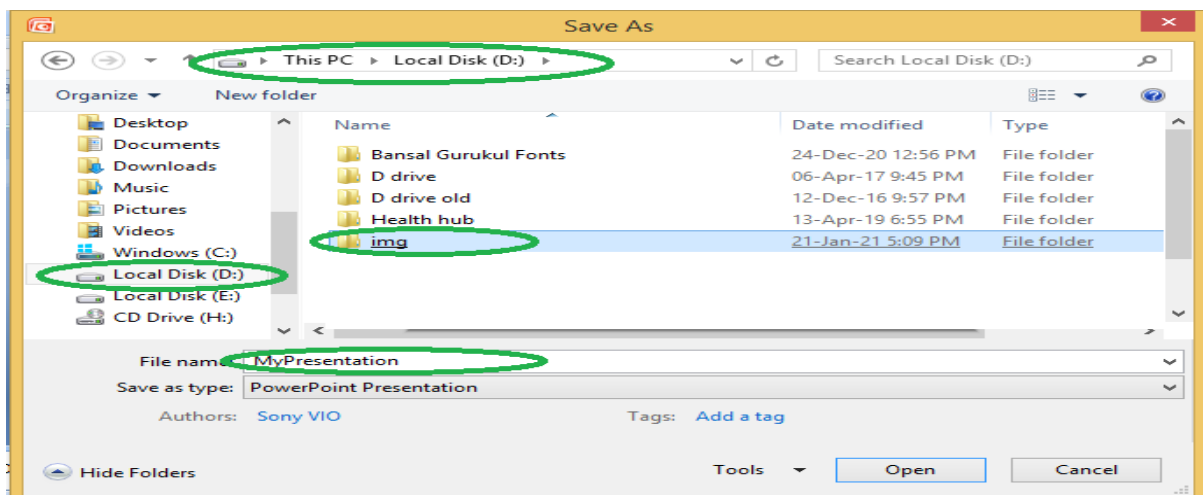 Save As
This PC Local Disk (D:) Search Local Disk (D:)
Organize New folder
Name Date modified Type
Desktop
Documents
Downloads
Music
Pictures
Videos
Windows (C:)
Local Disk (D:)
Local Disk (E:)
CD Drive (H:)
Bansal Gurukul Fonts 24-Dec-20 12:56 PM File folder
D drive 06-Apr-17 9:45 PM File folder
D drive old 12-Dec-16 9:57 PM File folder
Health hub 13-Apr-19 6:55 PM File folder
img 21-Jan-21 5:09 PM File folder
File name: MyPresentation
Save as type: PowerPoint Presentation
Authors: Sony VIO Tags: Add a tag
Hide Folders Tools Open Cancel